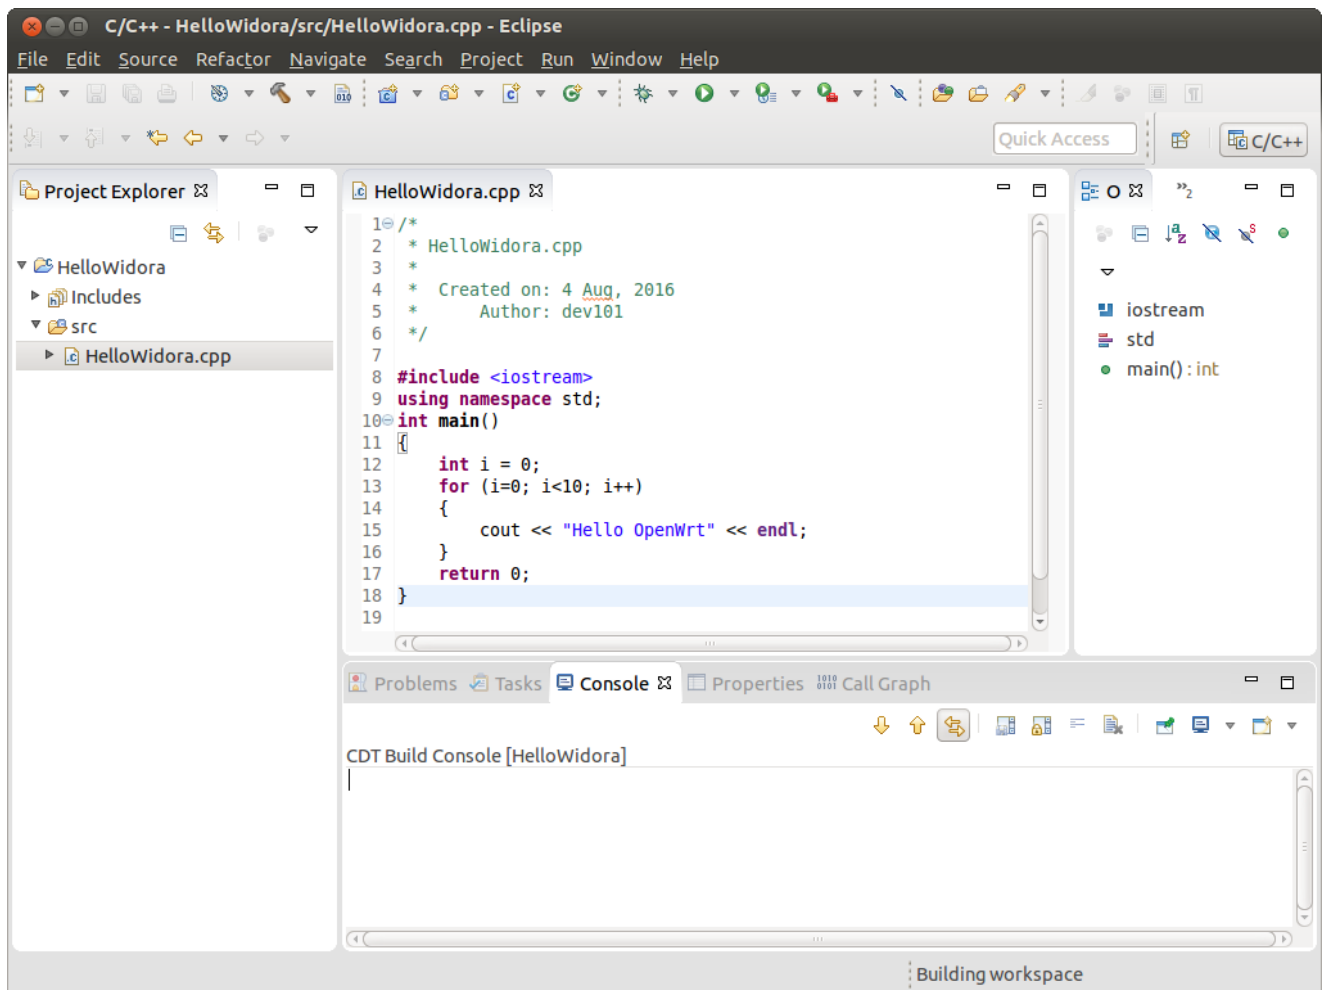 C/C++ - HelloWidora/src/HelloWidora.cpp - Eclipse
File Edit Source Refactor Navigate Search Project Run Window Help
010
Quick Access
C/C++
Project Explorer
HelloWidora
Includes
src
HelloWidora.cpp
HelloWidora.cpp
1 /*
2 * HelloWidora.cpp
3 *
4 * Created on: 4 Aug, 2016
5 * Author: dev101
6 */
7
8 #include <iostream>
9 using namespace std;
10 int main()
11 {
12 int i = 0;
13 for (i=0; i<10; i++)
14 {
15 cout << "Hello OpenWrt" << endl;
16 }
17 return 0;
18 }
19
O »2
iostream
std
main() : int
Problems Tasks Console Properties Call Graph
CDT Build Console [HelloWidora]
Building workspace